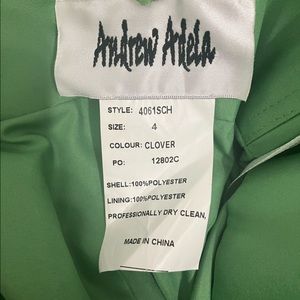 Andrew Adela
STYLE: 4061SCH
SIZE: 4
COLOUR: CLOVER
PO: 12802C
SHELL:100%POLYESTER
LINING:100%POLYESTER
PROFESSIONALLY DRY CLEAN.
MADE IN CHINA